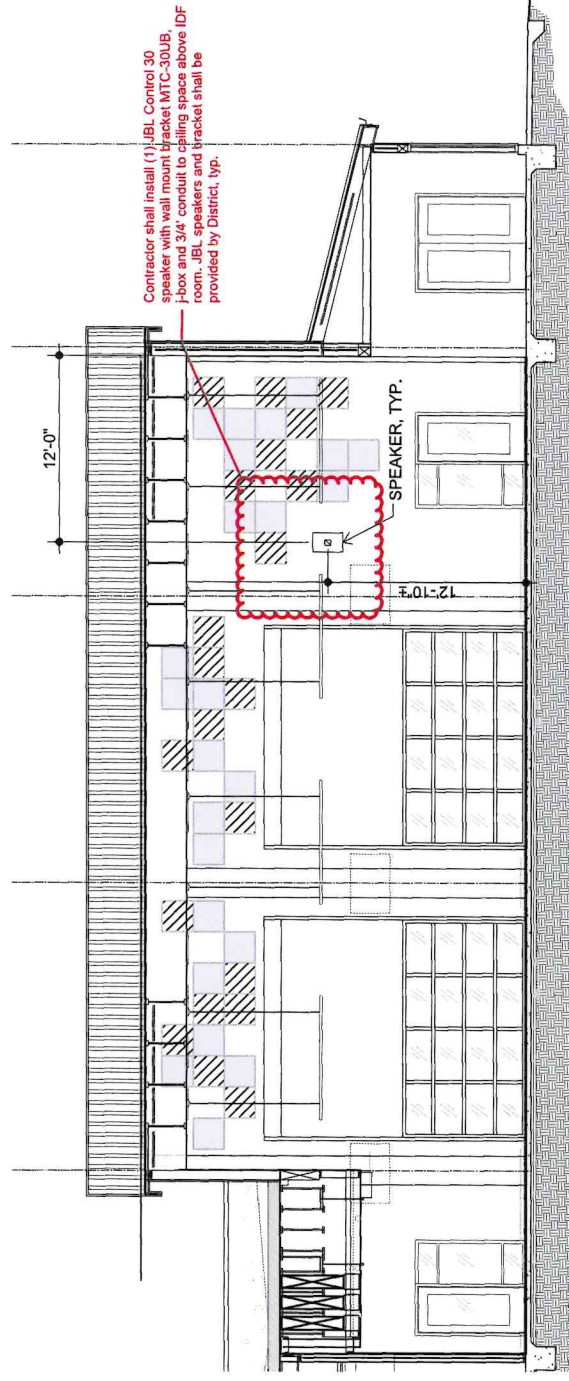 Contractor shall install (1) JBL Control 30
speaker with wall mount bracket MTC-30UB,
j-box and 3/4' conduit to ceiling space above IDF
room. JBL speakers and bracket shall be
provided by District, typ.
12'-0"
SPEAKER, TYP.
12'-10"±